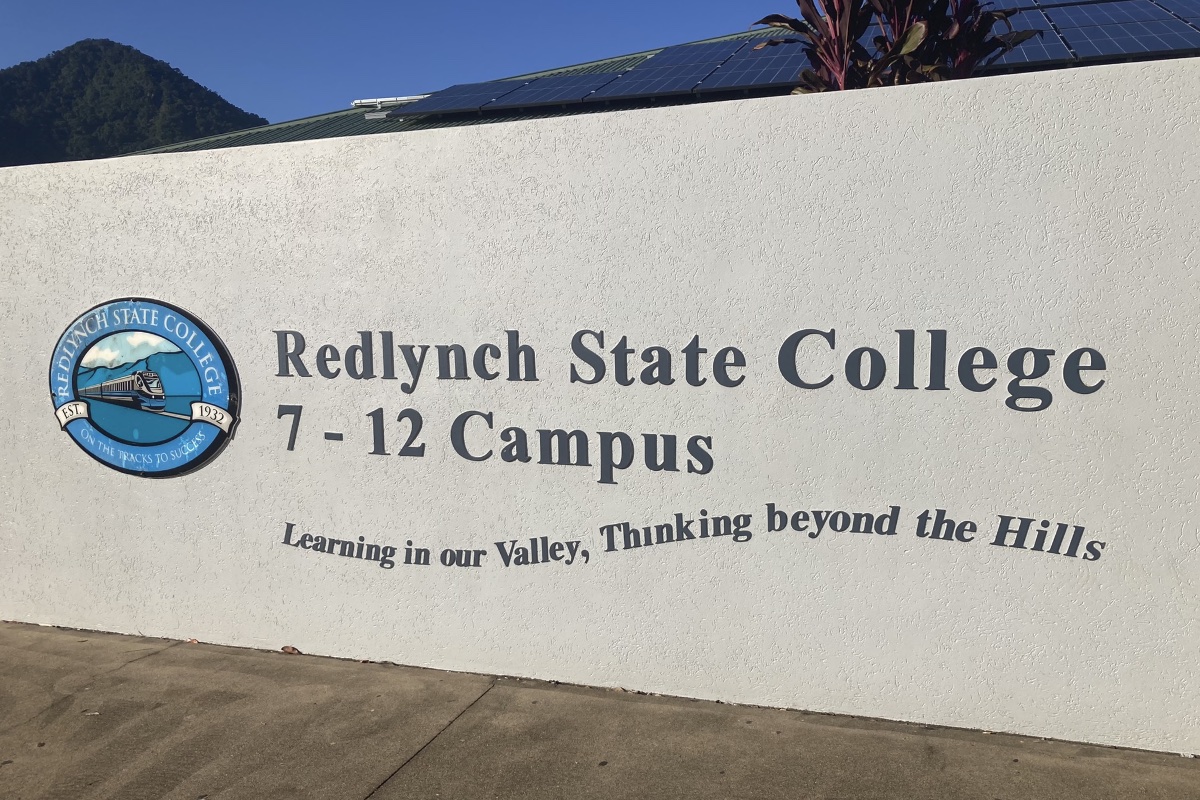 REDLYNCH STATE COLLEGE
EST. 1932
ON THE TRACKS TO SUCCESS
Redlynch State College
7 - 12 Campus
Learning in our Valley, Thinking beyond the Hills